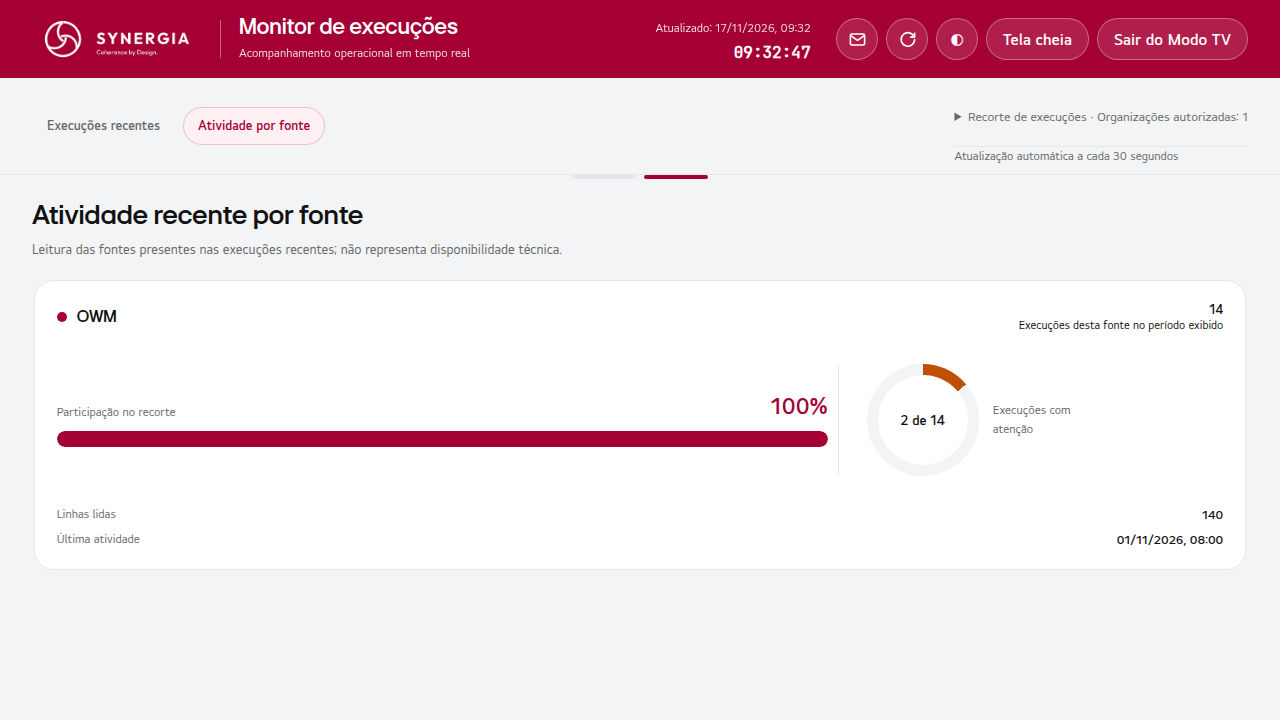 SYNERGIA
Coherence by Design.
Monitor de execuções
Acompanhamento operacional em tempo real
Atualizado: 17/11/2026, 09:32
09:32:47
Tela cheia
Sair do Modo TV
Execuções recentes
Atividade por fonte
Recorte de execuções · Organizações autorizadas: 1
Atualização automática a cada 30 segundos
Atividade recente por fonte
Leitura das fontes presentes nas execuções recentes; não representa disponibilidade técnica.
OWM
14
Execuções desta fonte no período exibido
Participação no recorte
100%
2 de 14
Execuções com
atenção
Linhas lidas
140
Última atividade
01/11/2026, 08:00